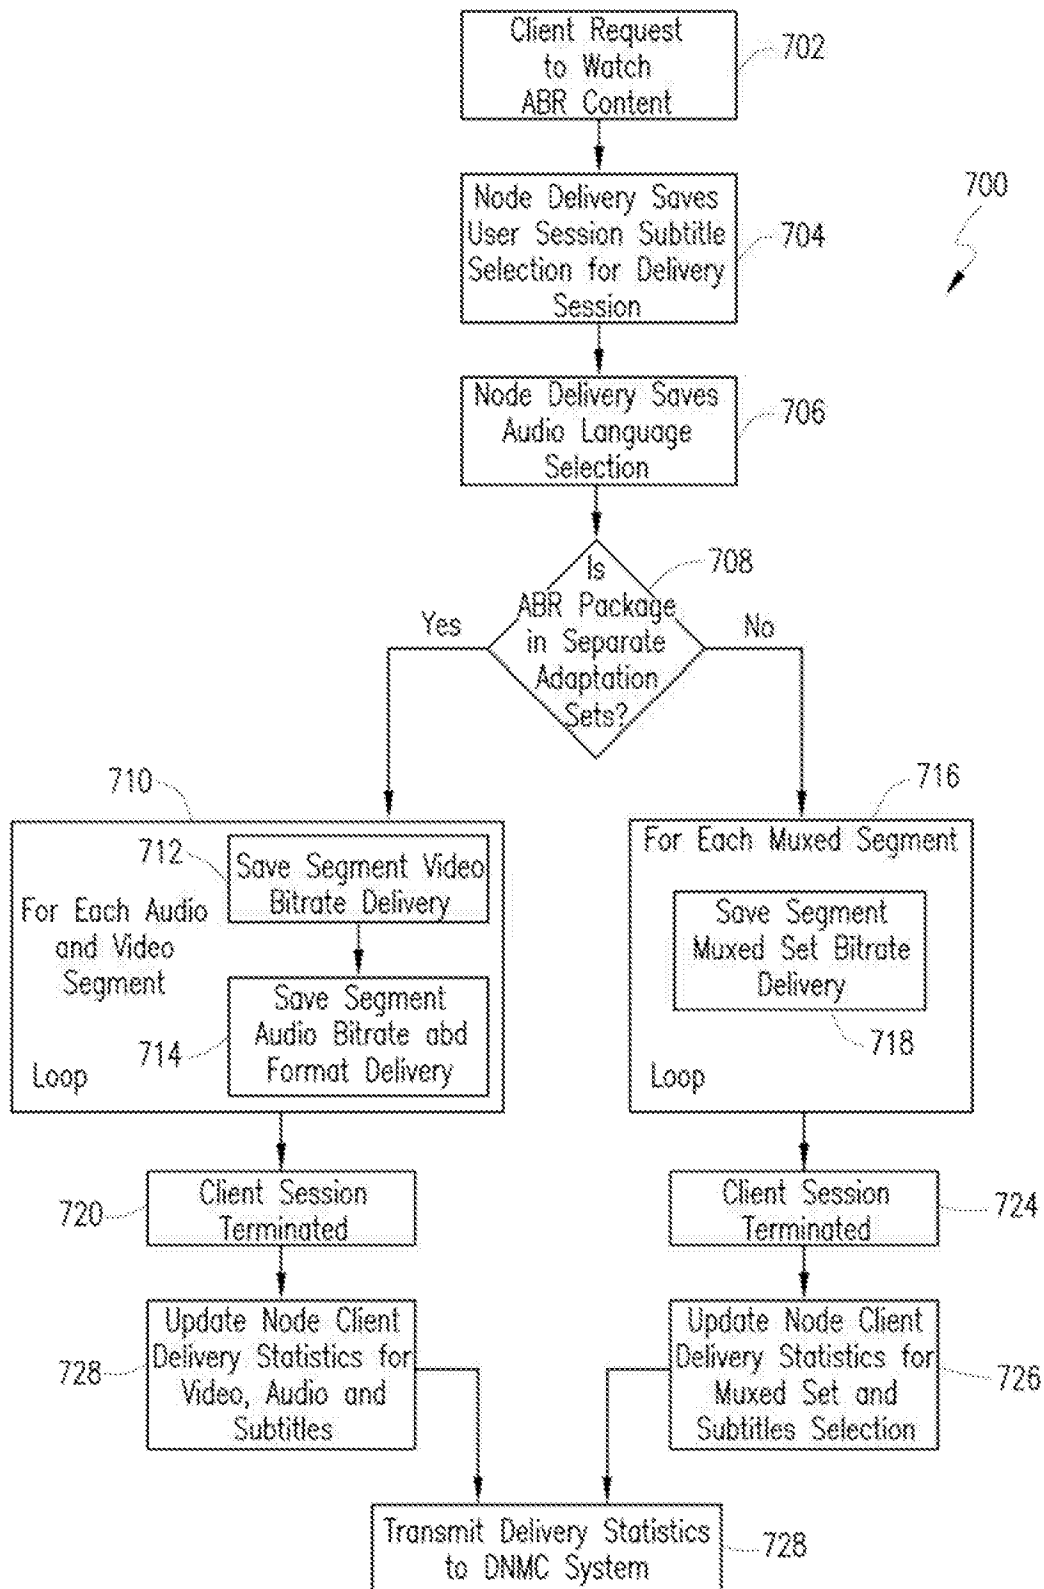 Client Request
to Watch
ABR Content
702
700
Node Delivery Saves
User Session Subtitle
Selection for Delivery
Session
704
Node Delivery Saves
Audio Language
Selection
706
Is
ABR Package
in Separate
Adaptation
Sets?
708
Yes
No
710
For Each Audio
and Video
Segment
Loop
712
Save Segment Video
Bitrate Delivery
714
Save Segment
Audio Bitrate abd
Format Delivery
716
For Each Muxed Segment
Save Segment
Muxed Set Bitrate
Delivery
718
Loop
720
Client Session
Terminated
Client Session
Terminated
724
728
Update Node Client
Delivery Statistics for
Video, Audio and
Subtitles
Update Node Client
Delivery Statistics for
Muxed Set and
Subtitles Selection
726
Transmit Delivery Statistics
to DNMC System
728